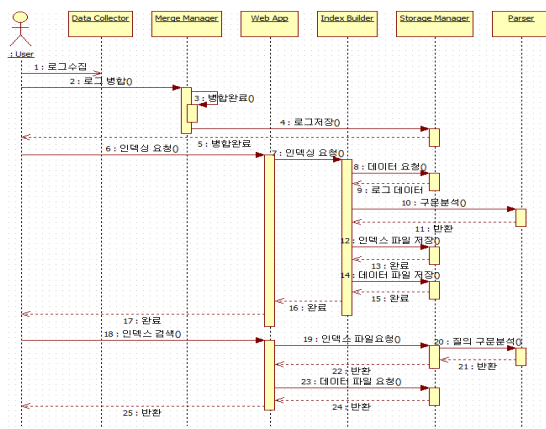 Data Collector
Merge Manager
Web App
Index Builder
Storage Manager
Parser
: User
1 : 로그수집
2 : 로그 병합()
3 : 병합완료()
4 : 로그저장()
5 : 병합완료
6 : 인덱싱 요청()
7 : 인덱싱 요청()
8 : 데이터 요청()
9 : 로그 데이터
10 : 구문분석()
11 : 반환
12 : 인덱스 파일 저장()
13 : 완료
14 : 데이터 파일 저장()
15 : 완료
16 : 완료
17 : 완료
18 : 인덱스 검색()
19 : 인덱스 파일요청()
20 : 질의 구문분석()
21 : 반환
22 : 반환
23 : 데이터 파일 요청()
24 : 반환
25 : 반환